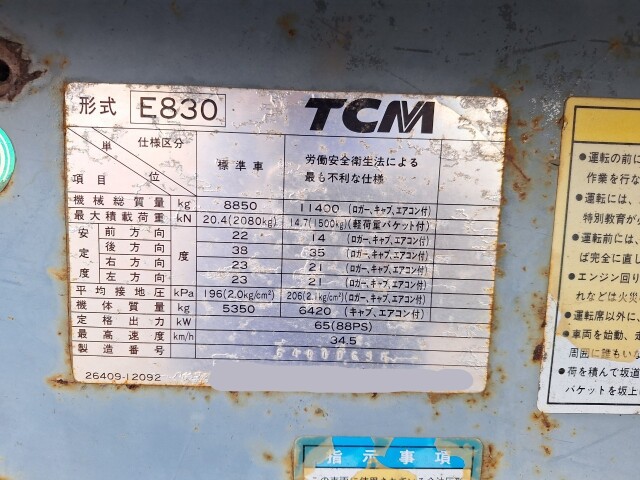 形式 E830 TCM
単位 仕様区分 項目
標準車 労働安全衛生法による
最も不利な仕様
機械総質量 kg 8850 11400(ロガー、キャブ、エアコン付)
最大積載荷重 kN 20.4(2080kg) 14.7(1500kg)(軽荷重バケット付)
安定度 前方向 度 22 14 (ロガー、キャブ、エアコン付)
後方向 38 35 (ロガー、キャブ、エアコン付)
右方向 23 21 (ロガー、キャブ、エアコン付)
左方向 23 21 (ロガー、キャブ、エアコン付)
平均接地圧 kPa 196(2.0kg/cm²) 206(2.1kg/cm²)(ロガー、キャブ、エアコン付)
機体質量 kg 5350 6420 (キャブ、エアコン付)
定格出力 kW 65(88PS)
最高速度 km/h 34.5
製造番号
26409-12092
●運転の前に
作業を行な
●運転には、
特別教育が
●運転前には、
ば完全に直し
●エンジン回り
れなどは火災
●運転席以外に、
●車両を始動、走
周囲に誰もいな
●荷を積んで坂道
バケットを坂上
指示事項